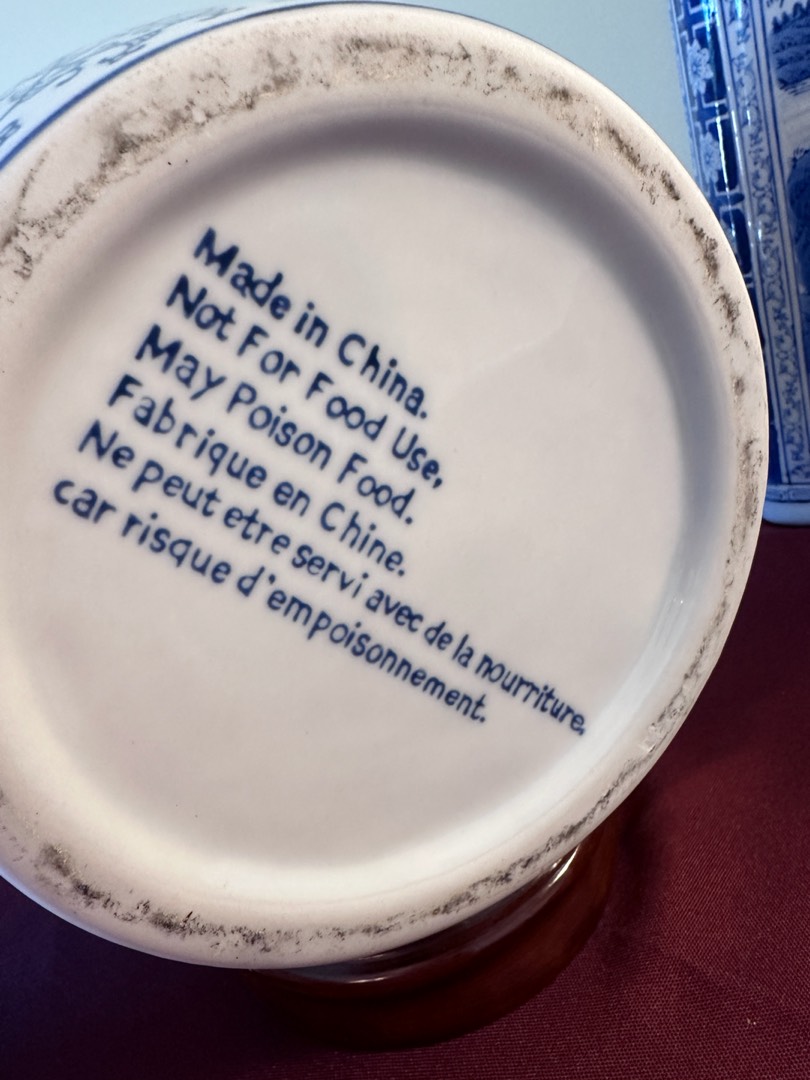 Made in China.
Not For Food Use,
May Poison Food.
Fabrique en Chine.
Ne peut etre servi avec de la nourriture,
car risque d'empoisonnement.